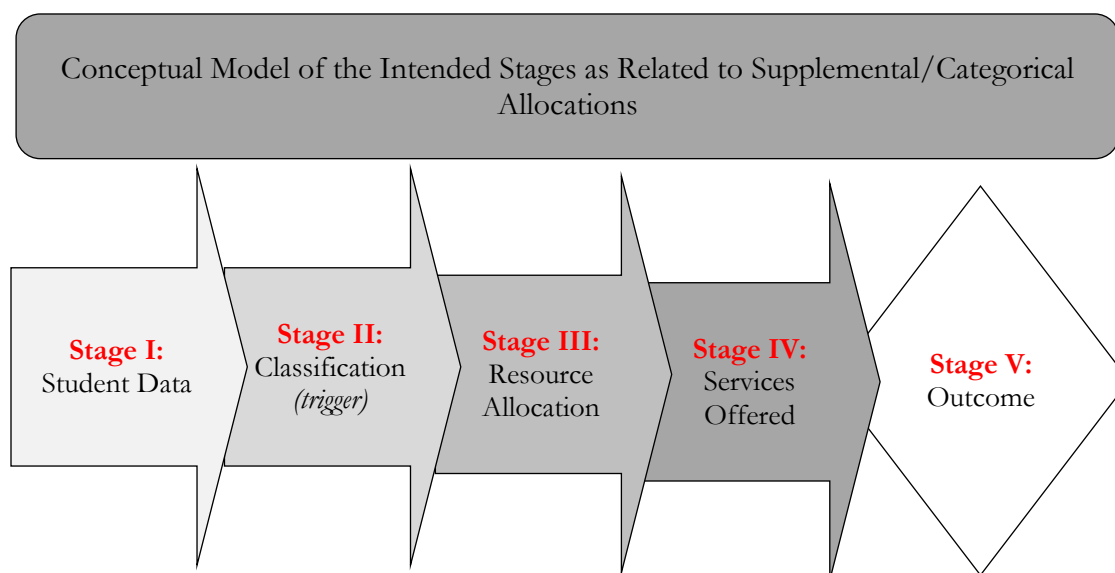 Conceptual Model of the Intended Stages as Related to Supplemental/Categorical
Allocations
Stage I:
Student Data
Stage II:
Classification
(trigger)
Stage III:
Resource
Allocation
Stage IV:
Services
Offered
Stage V:
Outcome